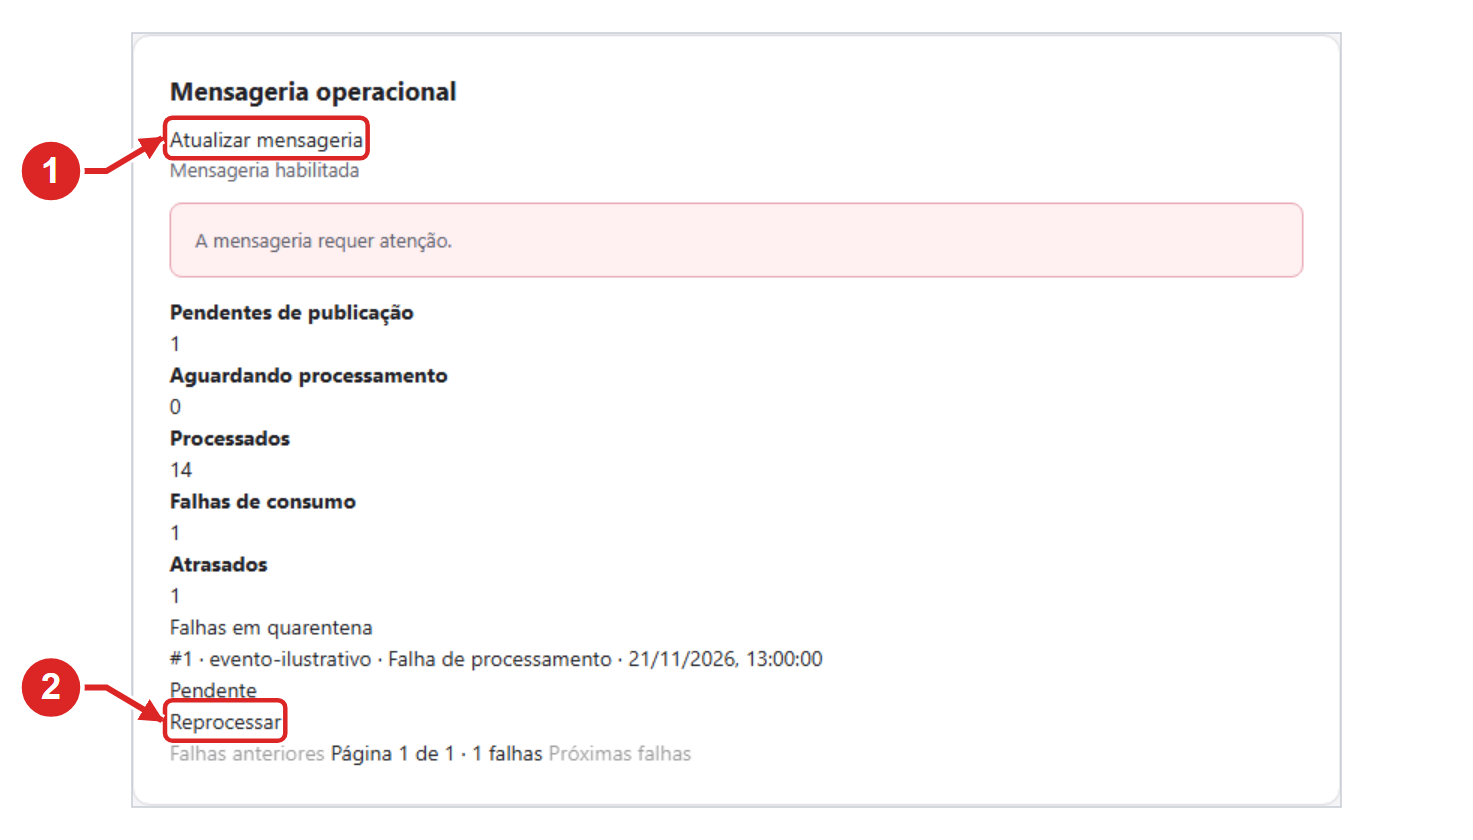 Mensageria operacional
1
Atualizar mensageria
Mensageria habilitada
A mensageria requer atenção.
Pendentes de publicação
1
Aguardando processamento
0
Processados
14
Falhas de consumo
1
Atrasados
1
Falhas em quarentena
#1 · evento-ilustrativo · Falha de processamento · 21/11/2026, 13:00:00
Pendente
2
Reprocessar
Falhas anteriores Página 1 de 1 · 1 falhas Próximas falhas